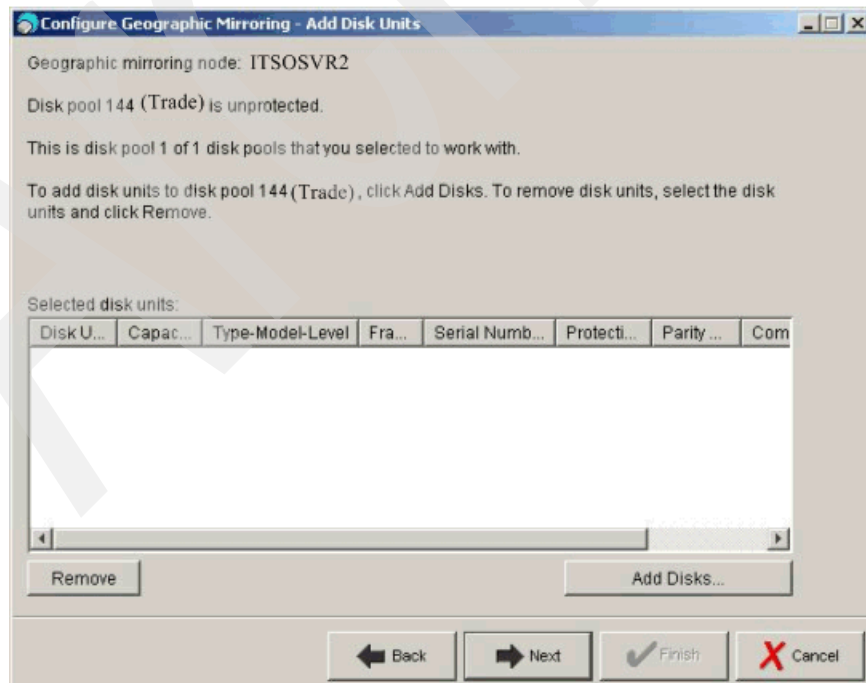 Configure Geographic Mirroring - Add Disk Units
Geographic mirroring node: ITSOSVR2
Disk pool 144 (Trade) is unprotected.
This is disk pool 1 of 1 disk pools that you selected to work with.
To add disk units to disk pool 144 (Trade), click Add Disks. To remove disk units, select the disk
units and click Remove.
Selected disk units:
Disk U... Capac... Type-Model-Level Fra... Serial Numb... Protecti... Parity ... Com
Remove Add Disks...
Back Next Finish Cancel